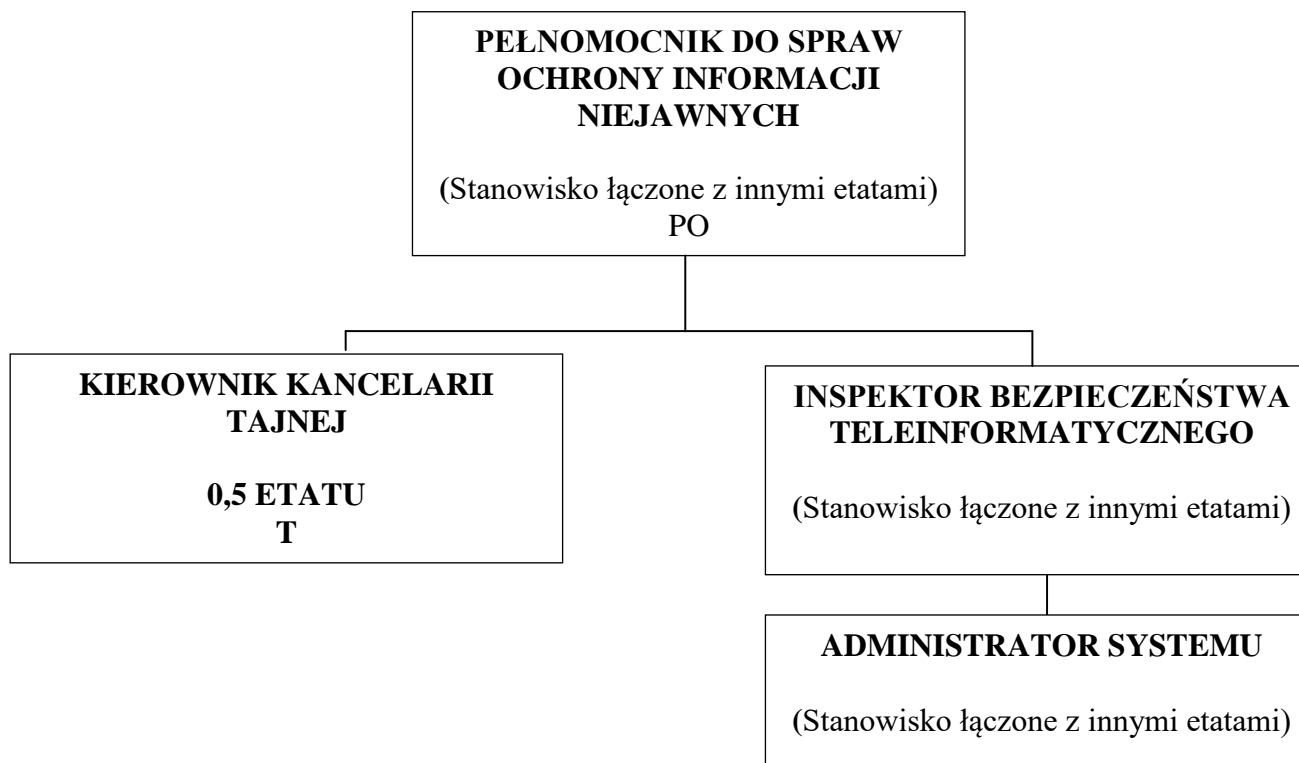 PEŁNOMOCNIK DO SPRAW
OCHRONY INFORMACJI
NIEJAWNYCH
(Stanowisko łączone z innymi etatami)
PO
KIEROWNIK KANCELARII
TAJNEJ
0,5 ETATU
T
INSPEKTOR BEZPIECZEŃSTWA
TELEINFORMATYCZNEGO
(Stanowisko łączone z innymi etatami)
ADMINISTRATOR SYSTEMU
(Stanowisko łączone z innymi etatami)